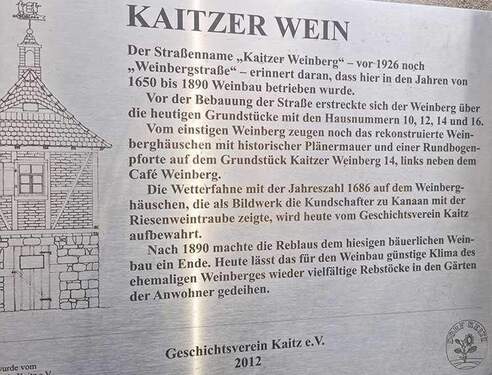 KAITZER WEIN
Der Straßenname „Kaitzer Weinberg“ – vor 1926 noch
„Weinbergstraße“ – erinnert daran, dass hier in den Jahren von
1650 bis 1890 Weinbau betrieben wurde.
Vor der Bebauung der Straße erstreckte sich der Weinberg über
die heutigen Grundstücke mit den Hausnummern 10, 12, 14 und 16.
Vom einstigen Weinberg zeugen noch das rekonstruierte Wein-
berghäuschen mit historischer Plänermauer und einer Rundbogen-
pforte auf dem Grundstück Kaitzer Weinberg 14, links neben dem
Café Weinberg.
Die Wetterfahne mit der Jahreszahl 1686 auf dem Weinberg-
häuschen, die als Bildwerk die Kundschafter zu Kanaan mit der
Riesenweintraube zeigte, wird heute vom Geschichtsverein Kaitz
aufbewahrt.
Nach 1890 machte die Reblaus dem hiesigen bäuerlichen Wein-
bau ein Ende. Heute lässt das für den Weinbau günstige Klima des
ehemaligen Weinberges wieder vielfältige Rebstöcke in den Gärten
der Anwohner gedeihen.
Geschichtsverein Kaitz e.V.
2012
wurde vom
DORF KAITZ